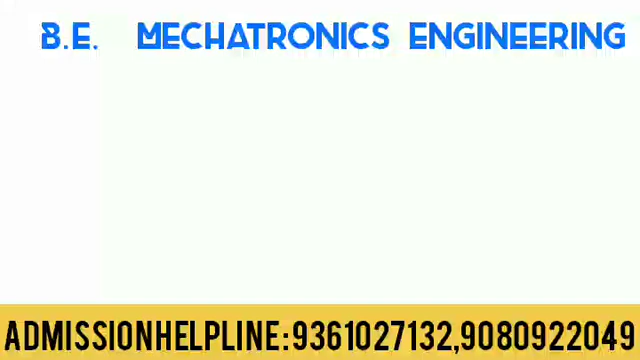 B.E. MECHATRONICS ENGINEERING
ADMISSIONHELPLINE:9361027132,9080922049